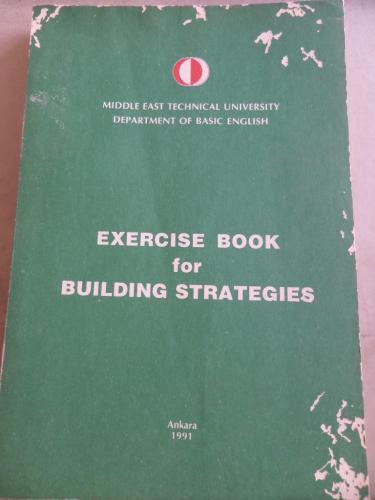 MIDDLE EAST TECHNICAL UNIVERSITY
DEPARTMENT OF BASIC ENGLISH
EXERCISE BOOK
for
BUILDING STRATEGIES
Ankara
1991